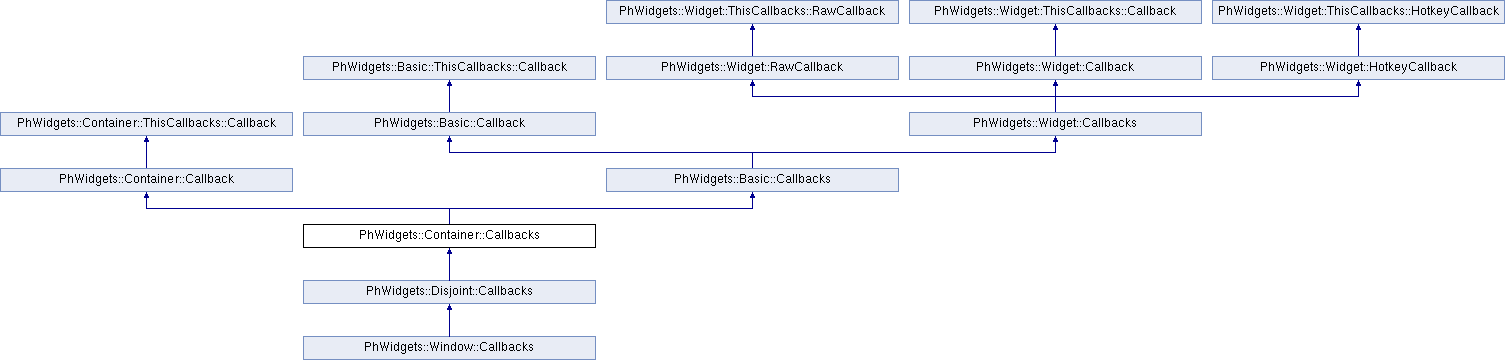 PhWidgets::Widget::ThisCallbacks::RawCallback
PhWidgets::Widget::ThisCallbacks::Callback
PhWidgets::Widget::ThisCallbacks::HotkeyCallback
PhWidgets::Basic::ThisCallbacks::Callback
PhWidgets::Widget::RawCallback
PhWidgets::Widget::Callback
PhWidgets::Widget::HotkeyCallback
PhWidgets::Container::ThisCallbacks::Callback
PhWidgets::Basic::Callback
PhWidgets::Widget::Callbacks
PhWidgets::Container::Callback
PhWidgets::Basic::Callbacks
PhWidgets::Container::Callbacks
PhWidgets::Disjoint::Callbacks
PhWidgets::Window::Callbacks